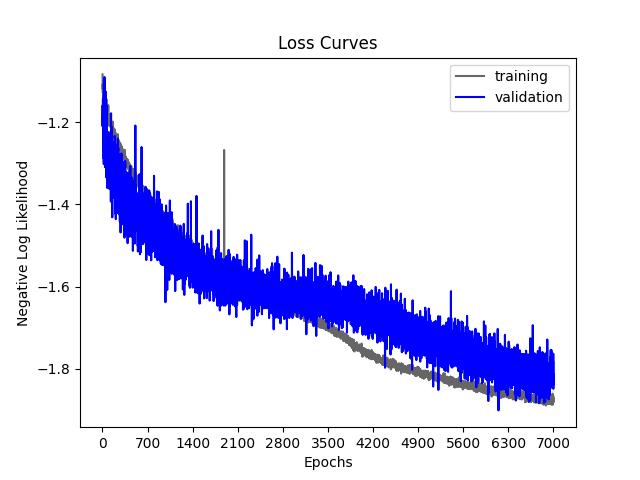 Loss Curves
training
validation
Negative Log Likelihood
−1.2
−1.4
−1.6
−1.8
0 700 1400 2100 2800 3500 4200 4900 5600 6300 7000
Epochs